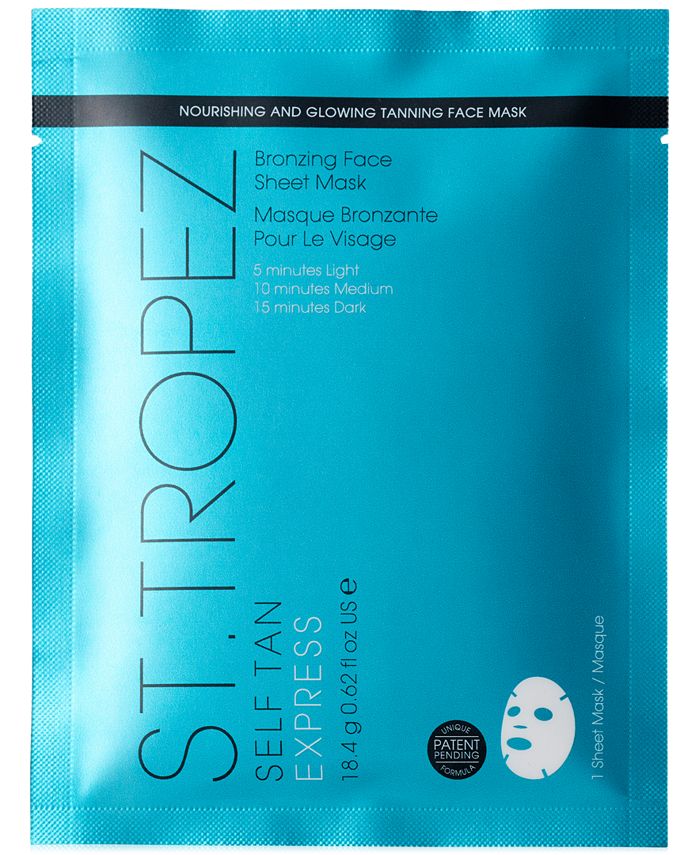 NOURISHING AND GLOWING TANNING FACE MASK
Bronzing Face
Sheet Mask
Masque Bronzante
Pour Le Visage
5 minutes Light
10 minutes Medium
15 minutes Dark
ST.TROPEZ
SELF TAN
EXPRESS
18.4 g 0.62 fl oz US ℮
UNIQUE
PATENT
PENDING
FORMULA
1 Sheet Mask / Masque